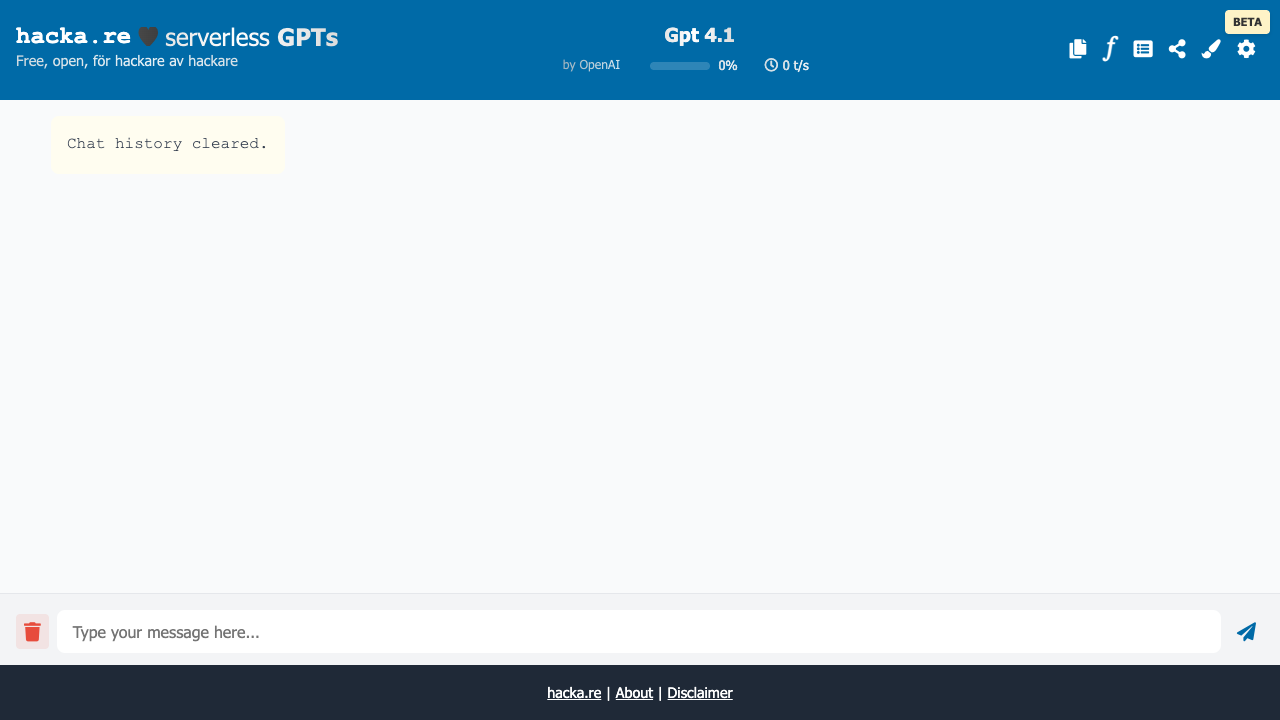 hacka.re 🖤 serverless GPTs
Free, open, för hackare av hackare
Gpt 4.1
by OpenAI 0% 0 t/s
BETA
f
Chat history cleared.
Type your message here...
hacka.re | About | Disclaimer